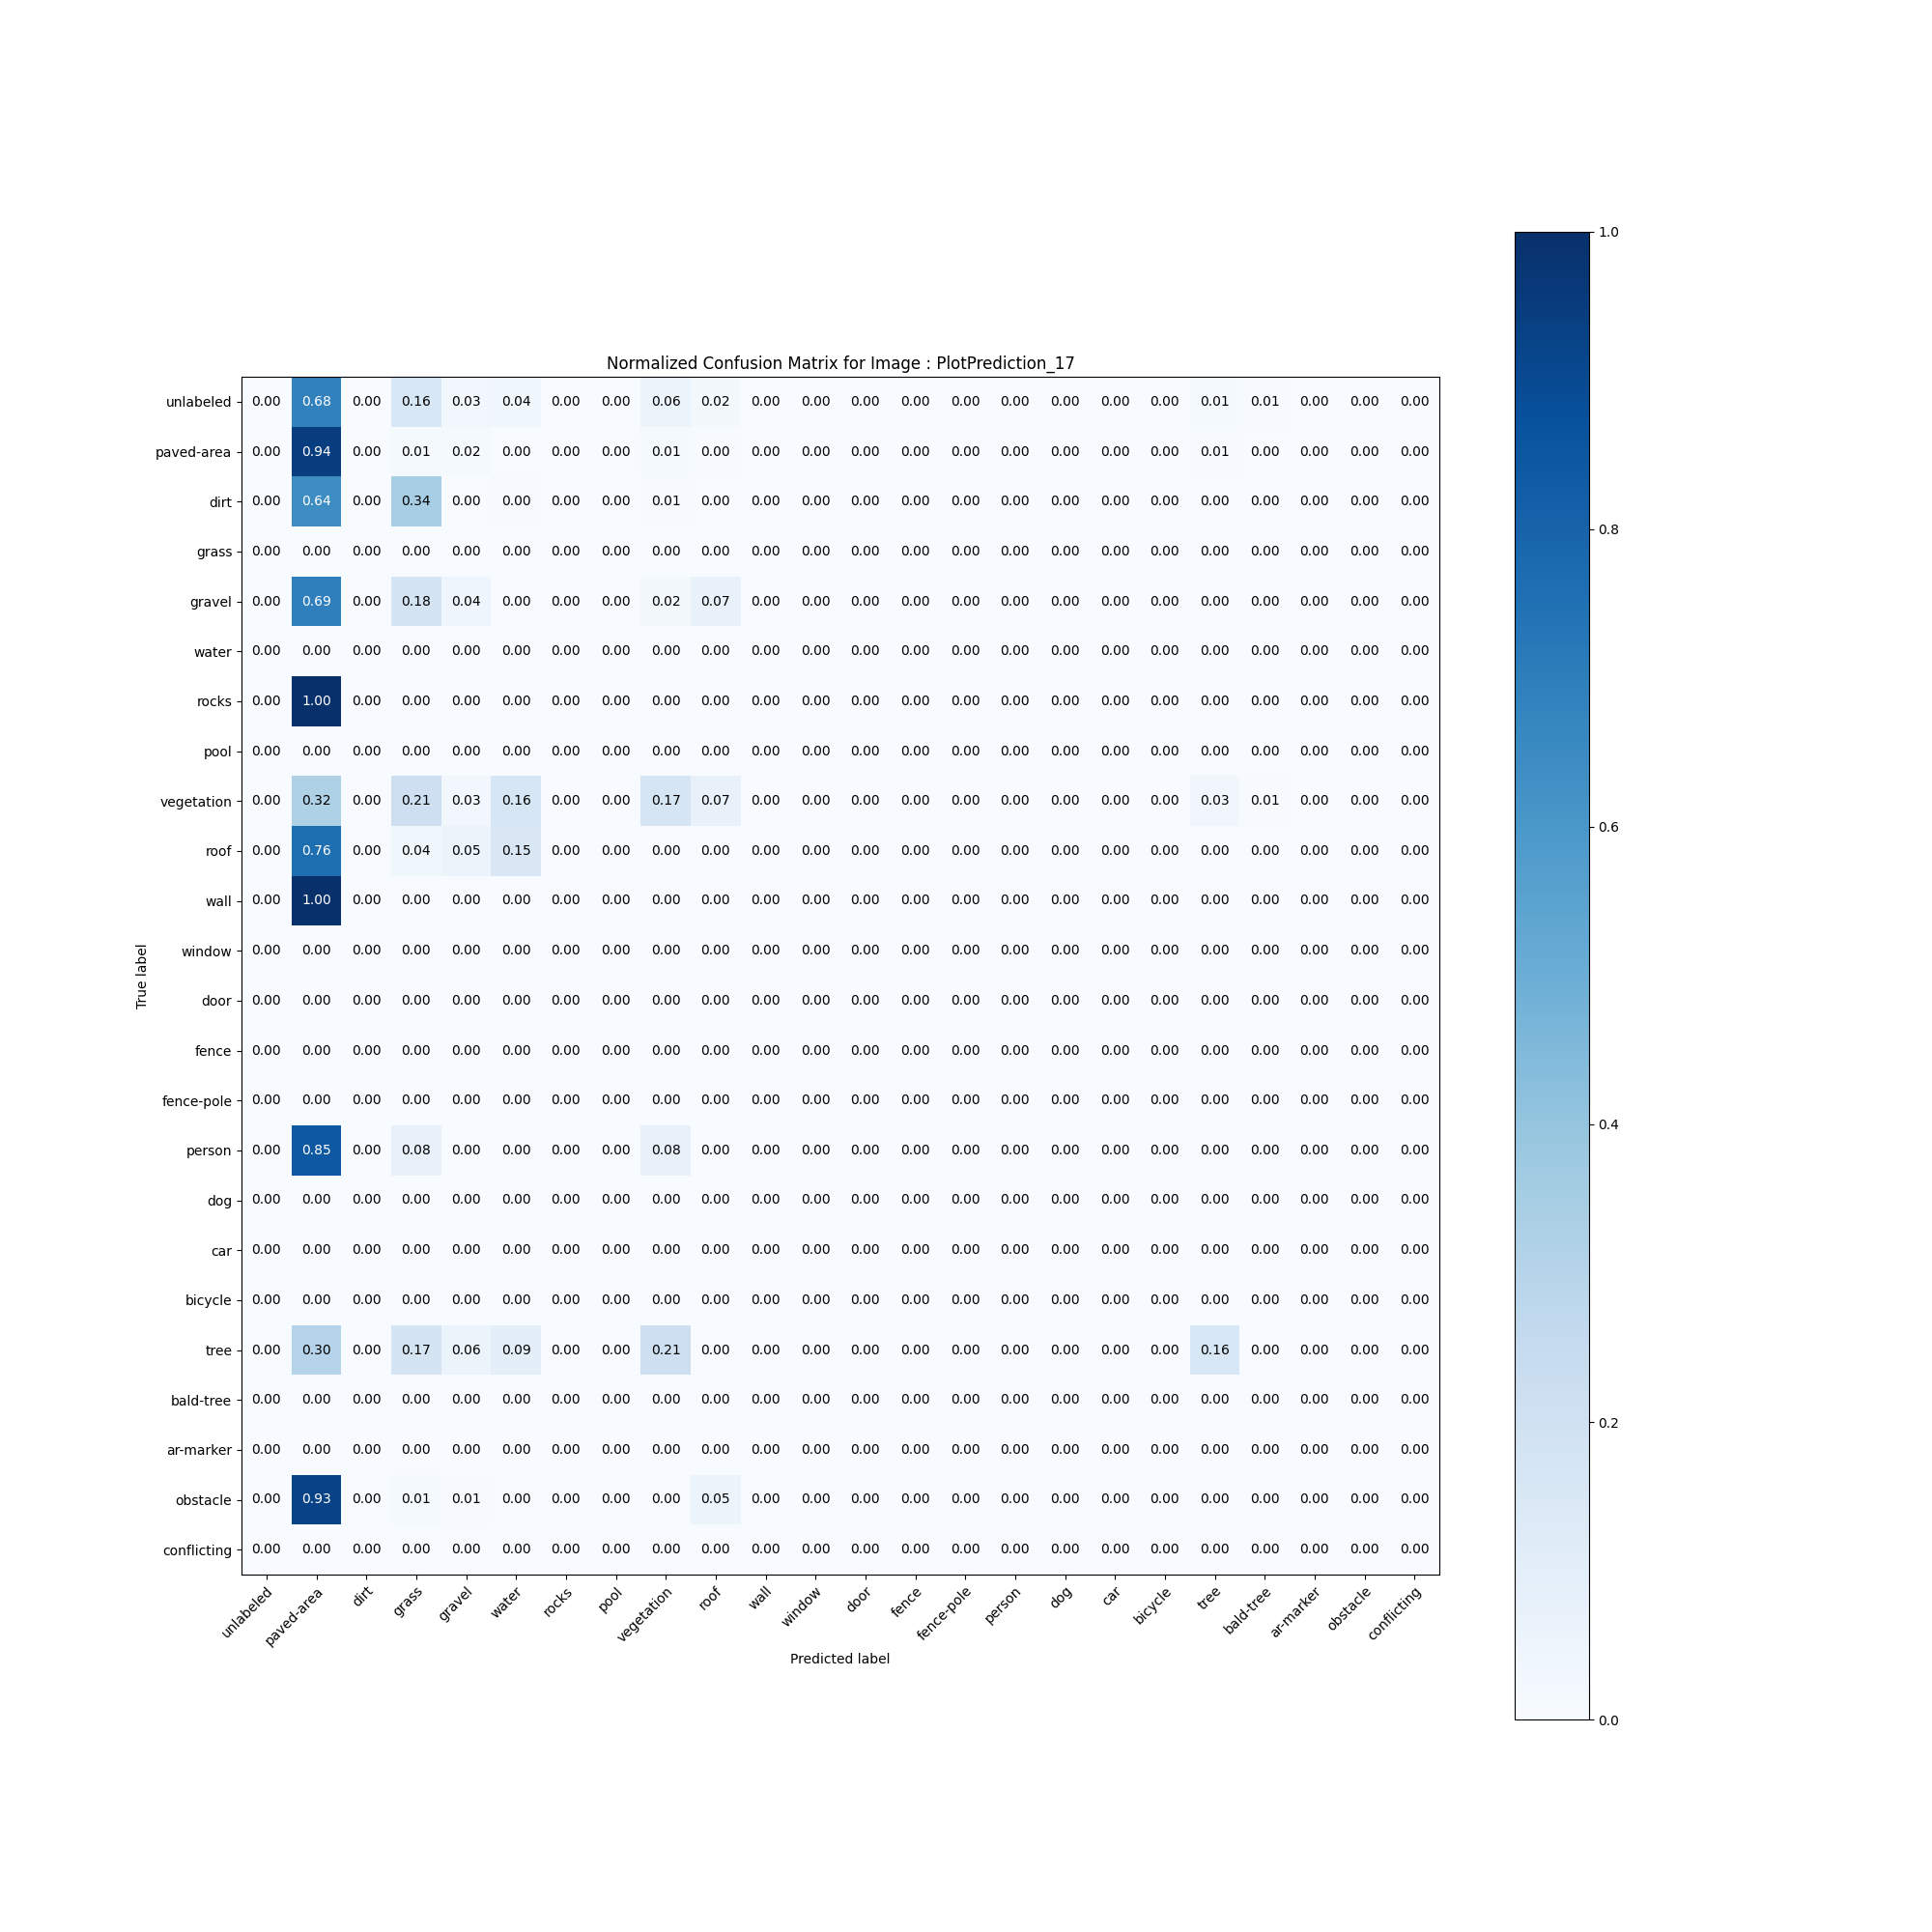 Normalized Confusion Matrix for Image : PlotPrediction_17
unlabeled 0.00 0.68 0.00 0.16 0.03 0.04 0.00 0.00 0.06 0.02 0.00 0.00 0.00 0.00 0.00 0.00 0.00 0.00 0.00 0.01 0.01 0.00 0.00 0.00
paved-area 0.00 0.94 0.00 0.01 0.02 0.00 0.00 0.00 0.01 0.00 0.00 0.00 0.00 0.00 0.00 0.00 0.00 0.00 0.00 0.01 0.00 0.00 0.00 0.00
dirt 0.00 0.64 0.00 0.34 0.00 0.00 0.00 0.00 0.01 0.00 0.00 0.00 0.00 0.00 0.00 0.00 0.00 0.00 0.00 0.00 0.00 0.00 0.00 0.00
grass 0.00 0.00 0.00 0.00 0.00 0.00 0.00 0.00 0.00 0.00 0.00 0.00 0.00 0.00 0.00 0.00 0.00 0.00 0.00 0.00 0.00 0.00 0.00 0.00
gravel 0.00 0.69 0.00 0.18 0.04 0.00 0.00 0.00 0.02 0.07 0.00 0.00 0.00 0.00 0.00 0.00 0.00 0.00 0.00 0.00 0.00 0.00 0.00 0.00
water 0.00 0.00 0.00 0.00 0.00 0.00 0.00 0.00 0.00 0.00 0.00 0.00 0.00 0.00 0.00 0.00 0.00 0.00 0.00 0.00 0.00 0.00 0.00 0.00
rocks 0.00 1.00 0.00 0.00 0.00 0.00 0.00 0.00 0.00 0.00 0.00 0.00 0.00 0.00 0.00 0.00 0.00 0.00 0.00 0.00 0.00 0.00 0.00 0.00
pool 0.00 0.00 0.00 0.00 0.00 0.00 0.00 0.00 0.00 0.00 0.00 0.00 0.00 0.00 0.00 0.00 0.00 0.00 0.00 0.00 0.00 0.00 0.00 0.00
vegetation 0.00 0.32 0.00 0.21 0.03 0.16 0.00 0.00 0.17 0.07 0.00 0.00 0.00 0.00 0.00 0.00 0.00 0.00 0.00 0.03 0.01 0.00 0.00 0.00
roof 0.00 0.76 0.00 0.04 0.05 0.15 0.00 0.00 0.00 0.00 0.00 0.00 0.00 0.00 0.00 0.00 0.00 0.00 0.00 0.00 0.00 0.00 0.00 0.00
wall 0.00 1.00 0.00 0.00 0.00 0.00 0.00 0.00 0.00 0.00 0.00 0.00 0.00 0.00 0.00 0.00 0.00 0.00 0.00 0.00 0.00 0.00 0.00 0.00
window 0.00 0.00 0.00 0.00 0.00 0.00 0.00 0.00 0.00 0.00 0.00 0.00 0.00 0.00 0.00 0.00 0.00 0.00 0.00 0.00 0.00 0.00 0.00 0.00
door 0.00 0.00 0.00 0.00 0.00 0.00 0.00 0.00 0.00 0.00 0.00 0.00 0.00 0.00 0.00 0.00 0.00 0.00 0.00 0.00 0.00 0.00 0.00 0.00
fence 0.00 0.00 0.00 0.00 0.00 0.00 0.00 0.00 0.00 0.00 0.00 0.00 0.00 0.00 0.00 0.00 0.00 0.00 0.00 0.00 0.00 0.00 0.00 0.00
fence-pole 0.00 0.00 0.00 0.00 0.00 0.00 0.00 0.00 0.00 0.00 0.00 0.00 0.00 0.00 0.00 0.00 0.00 0.00 0.00 0.00 0.00 0.00 0.00 0.00
person 0.00 0.85 0.00 0.08 0.00 0.00 0.00 0.00 0.08 0.00 0.00 0.00 0.00 0.00 0.00 0.00 0.00 0.00 0.00 0.00 0.00 0.00 0.00 0.00
dog 0.00 0.00 0.00 0.00 0.00 0.00 0.00 0.00 0.00 0.00 0.00 0.00 0.00 0.00 0.00 0.00 0.00 0.00 0.00 0.00 0.00 0.00 0.00 0.00
car 0.00 0.00 0.00 0.00 0.00 0.00 0.00 0.00 0.00 0.00 0.00 0.00 0.00 0.00 0.00 0.00 0.00 0.00 0.00 0.00 0.00 0.00 0.00 0.00
bicycle 0.00 0.00 0.00 0.00 0.00 0.00 0.00 0.00 0.00 0.00 0.00 0.00 0.00 0.00 0.00 0.00 0.00 0.00 0.00 0.00 0.00 0.00 0.00 0.00
tree 0.00 0.30 0.00 0.17 0.06 0.09 0.00 0.00 0.21 0.00 0.00 0.00 0.00 0.00 0.00 0.00 0.00 0.00 0.00 0.16 0.00 0.00 0.00 0.00
bald-tree 0.00 0.00 0.00 0.00 0.00 0.00 0.00 0.00 0.00 0.00 0.00 0.00 0.00 0.00 0.00 0.00 0.00 0.00 0.00 0.00 0.00 0.00 0.00 0.00
ar-marker 0.00 0.00 0.00 0.00 0.00 0.00 0.00 0.00 0.00 0.00 0.00 0.00 0.00 0.00 0.00 0.00 0.00 0.00 0.00 0.00 0.00 0.00 0.00 0.00
obstacle 0.00 0.93 0.00 0.01 0.01 0.00 0.00 0.00 0.00 0.05 0.00 0.00 0.00 0.00 0.00 0.00 0.00 0.00 0.00 0.00 0.00 0.00 0.00 0.00
conflicting 0.00 0.00 0.00 0.00 0.00 0.00 0.00 0.00 0.00 0.00 0.00 0.00 0.00 0.00 0.00 0.00 0.00 0.00 0.00 0.00 0.00 0.00 0.00 0.00
True label
unlabeled paved-area dirt grass gravel water rocks pool vegetation roof wall window door fence fence-pole person dog car bicycle tree bald-tree ar-marker obstacle conflicting
Predicted label
1.0
0.8
0.6
0.4
0.2
0.0